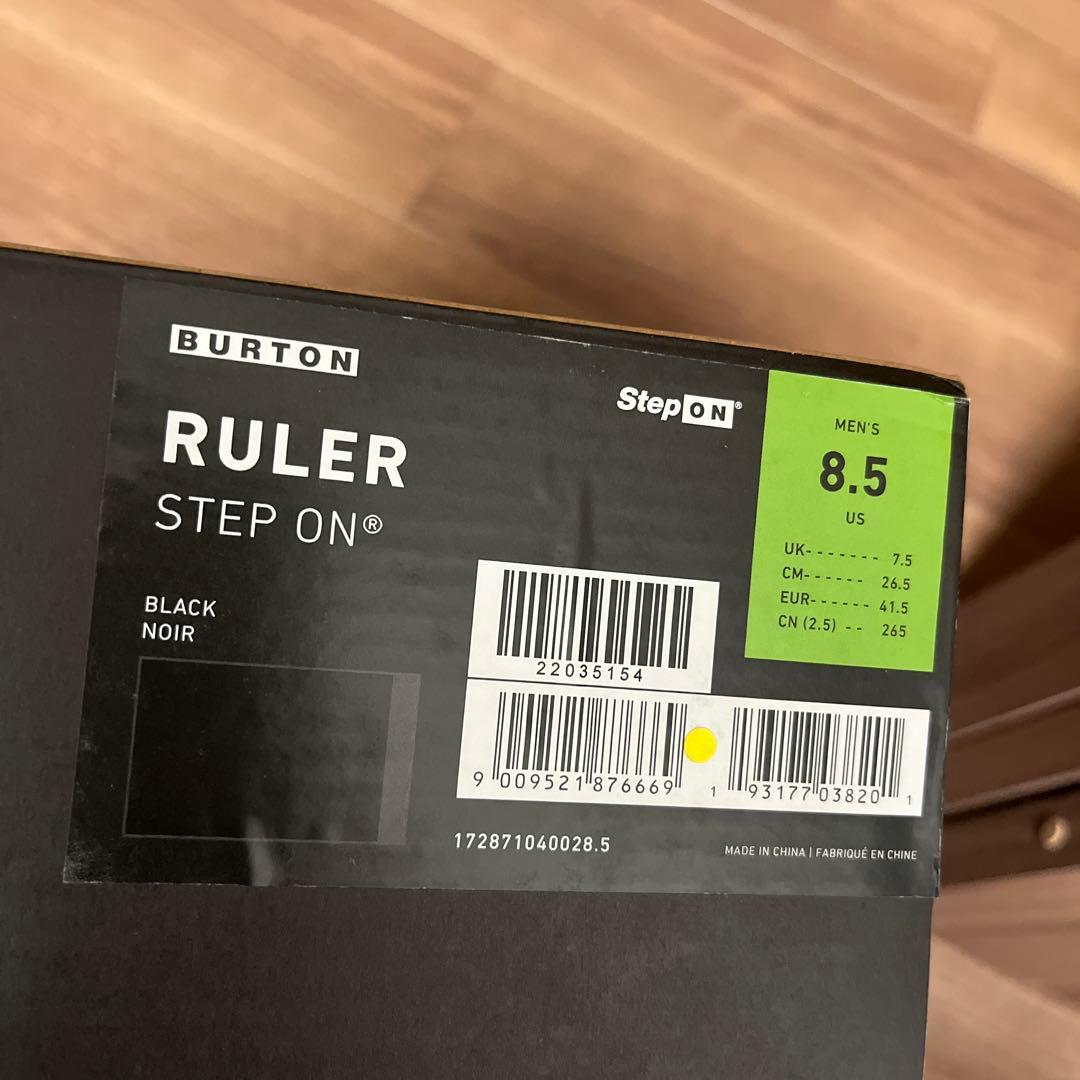 BURTON
RULER
STEP ON®
BLACK
NOIR
StepON®
MEN'S
8.5
US
UK- - - - - - - 7.5
CM- - - - - - 26.5
EUR- - - - - - 41.5
CN (2.5) - - 265
22035154
9 009521 876669
1 93177 03820 1
172871040028.5
MADE IN CHINA | FABRIQUÉ EN CHINE